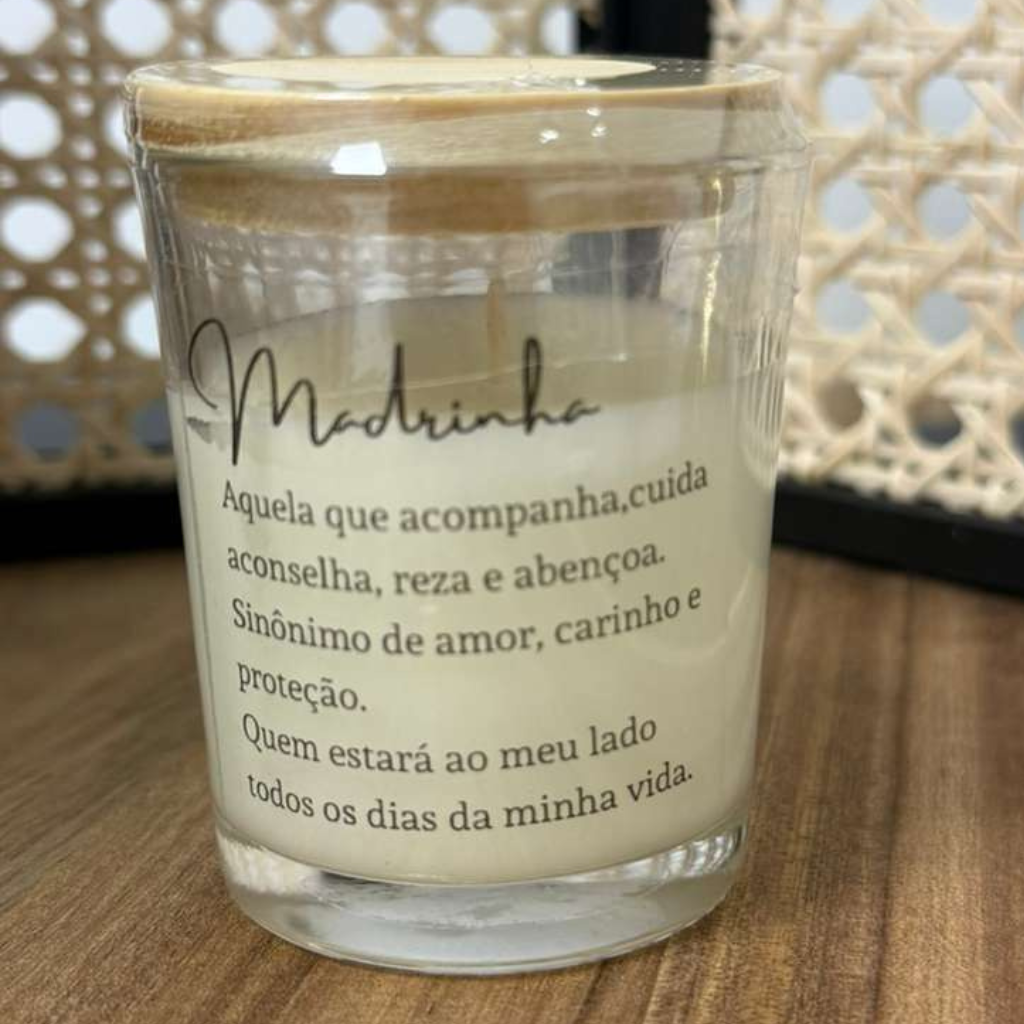 Madrinha
Aquela que acompanha,cuida
aconselha, reza e abençoa.
Sinônimo de amor, carinho e
proteção.
Quem estará ao meu lado
todos os dias da minha vida.